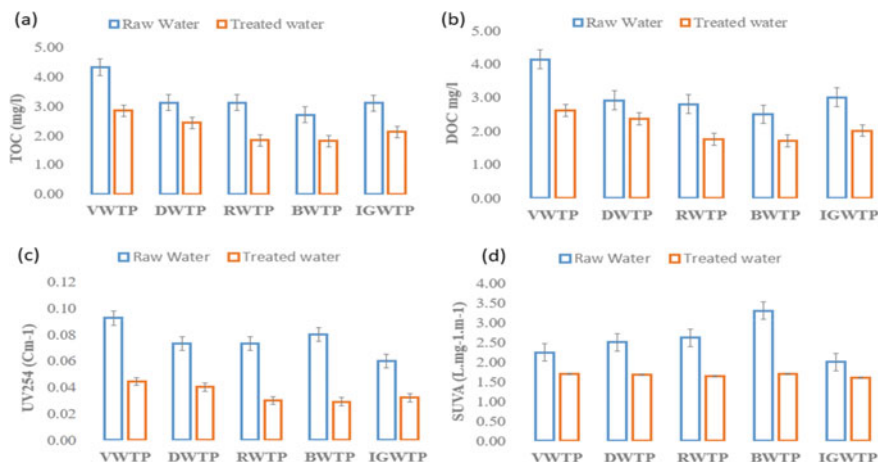 (a)
Raw Water Treated water
5.00
4.00
3.00
2.00
1.00
0.00
TOC (mg/l)
VWTP DWTP RWTP BWTP IGWTP
(b)
Raw Water Treated water
5.00
4.00
3.00
2.00
1.00
0.00
DOC mg/l
VWTP DWTP RWTP BWTP IGWTP
(c)
Raw Water Treated water
0.12
0.10
0.08
0.06
0.04
0.02
0.00
UV254 (Cm-1)
VWTP DWTP RWTP BWTP IGWTP
(d)
Raw Water Treated water
4.00
3.50
3.00
2.50
2.00
1.50
1.00
0.50
0.00
SUVA (L.mg-1.m-1)
VWTP DWTP RWTP BWTP IGWTP